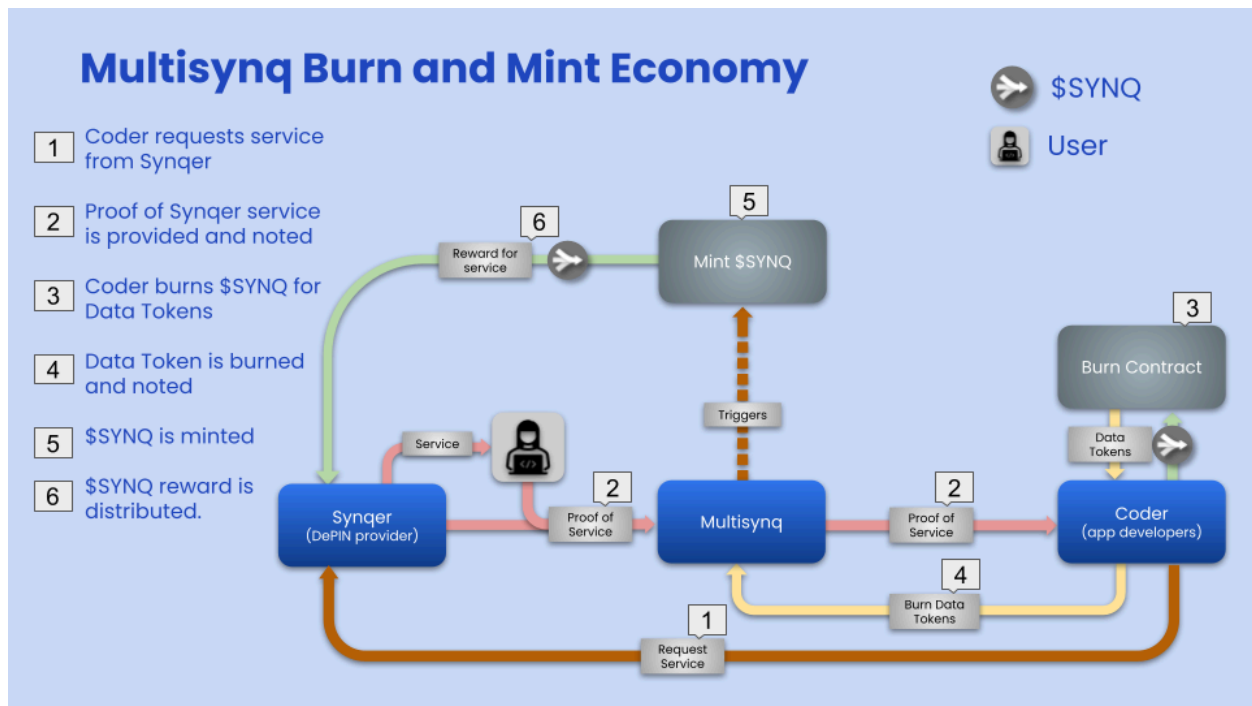 Multisynq Burn and Mint Economy
$SYNQ
User
1
Coder requests service
from Synqer
2
Proof of Synqer service
is provided and noted
3
Coder burns $SYNQ for
Data Tokens
4
Data Token is burned
and noted
5
$SYNQ is minted
6
$SYNQ reward is
distributed.
5
Mint $SYNQ
6
Reward for
service
3
Burn Contract
Triggers
Data
Tokens
Service
</>
Synqer
(DePIN provider)
2
Proof of
Service
Multisynq
2
Proof of
Service
Coder
(app developers)
4
Burn Data
Tokens
1
Request
Service